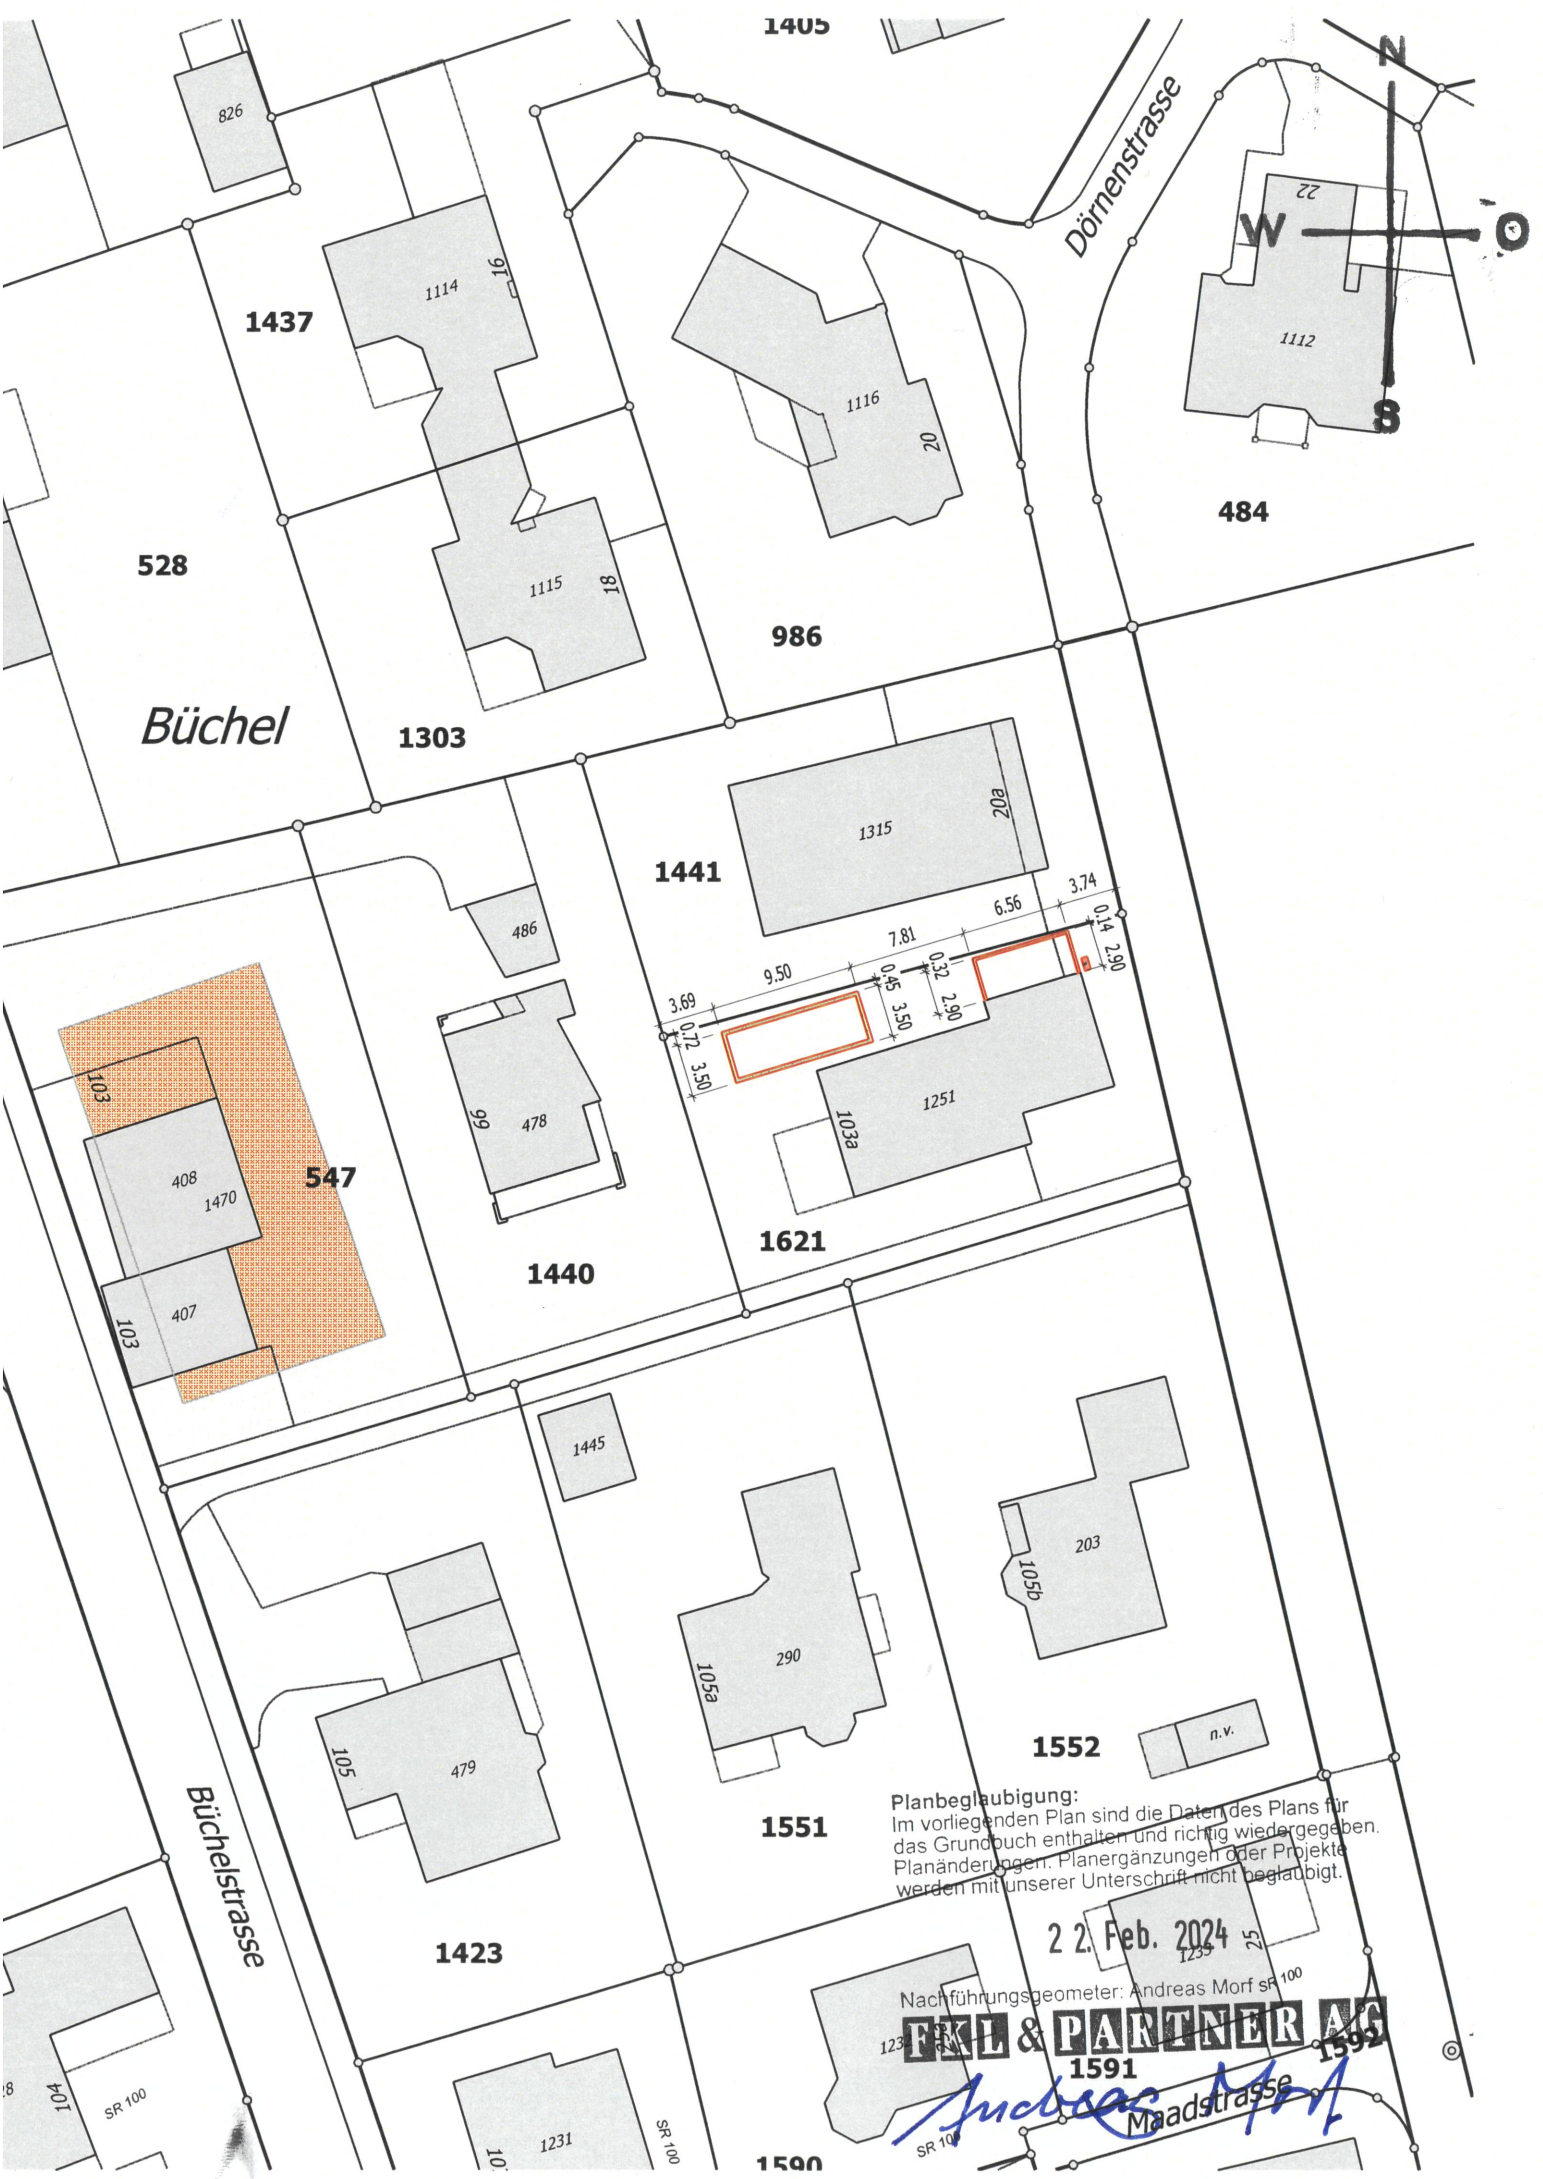 1405
N
826
Dörnenstrasse
22
W
O
16
1114
1437
1112
1116
S
20
484
528
1115
18
986
Büchel
1303
20a
1315
1441
3.74
6.56
0.14
486
7.81
2.90
0.32
9.50
0.45
3.69
2.90
3.50
0.72
3.50
103
99
478
103a
1251
547
408
1470
1621
1440
407
103
1445
203
105b
290
105a
n.v.
1552
105
479
Planbeglaubigung:
Im vorliegenden Plan sind die Daten des Plans für
das Grundbuch enthalten und richtig wiedergegeben.
Planänderungen. Planergänzungen oder Projekte
werden mit unserer Unterschrift nicht beglaubigt.
1551
Büchelstrasse
22. Feb. 2024
25
1423
1233
Nachführungsgeometer: Andreas Morf
SR 100
FKL & PARTNER AG
1232
1592
1591
Andreas Morf
Maadstrasse
104
SR 100
1231
SR 100
SR 100
1590